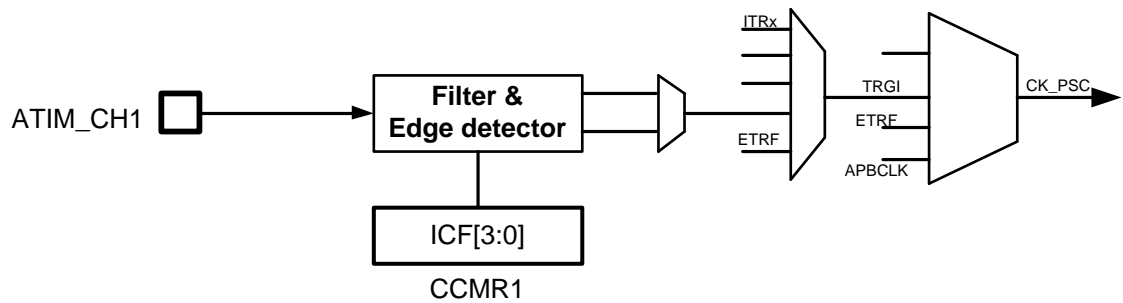 ITRx
Filter &
Edge detector
ATIM_CH1
TRGI
CK_PSC
ETRF
ETRF
APBCLK
ICF[3:0]
CCMR1